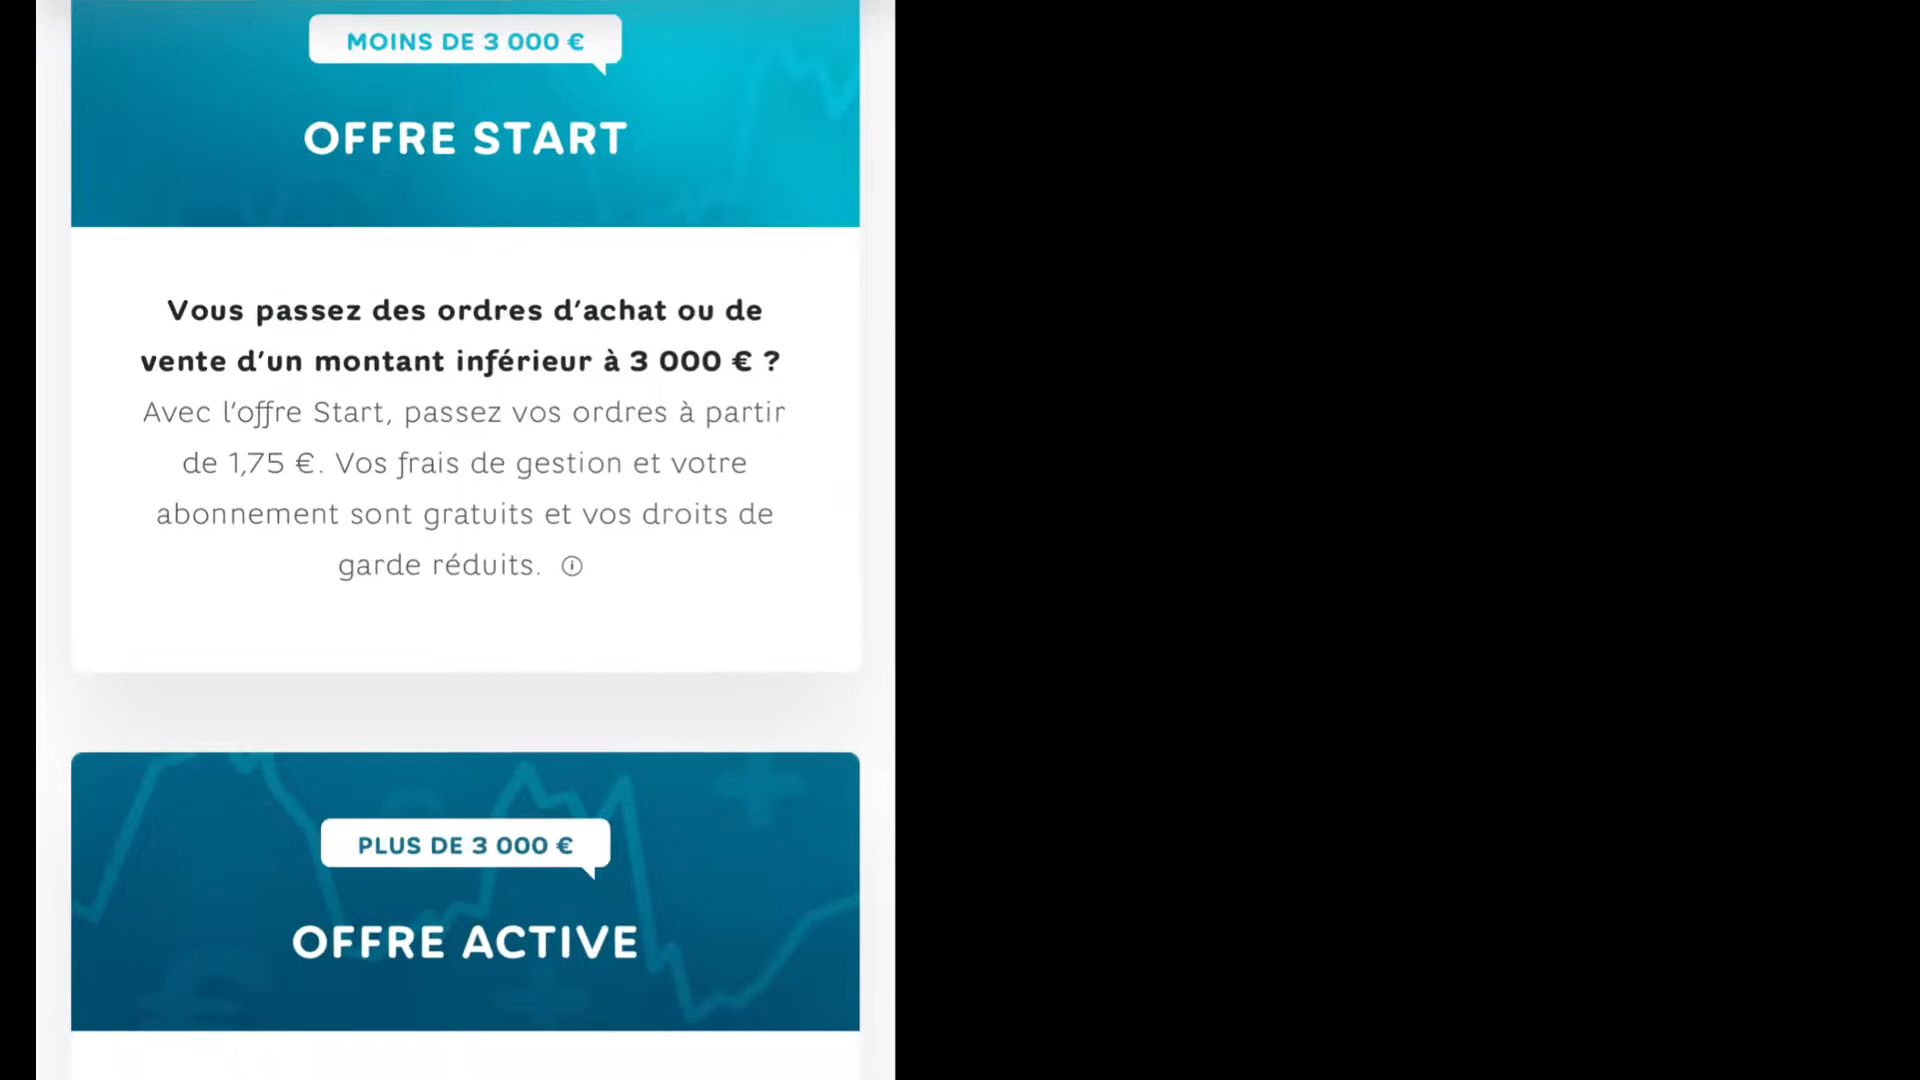 MOINS DE 3 000 €
OFFRE START
Vous passez des ordres d’achat ou de
vente d’un montant inférieur à 3 000 € ?
Avec l’offre Start, passez vos ordres à partir
de 1,75 €. Vos frais de gestion et votre
abonnement sont gratuits et vos droits de
garde réduits.
PLUS DE 3 000 €
OFFRE ACTIVE